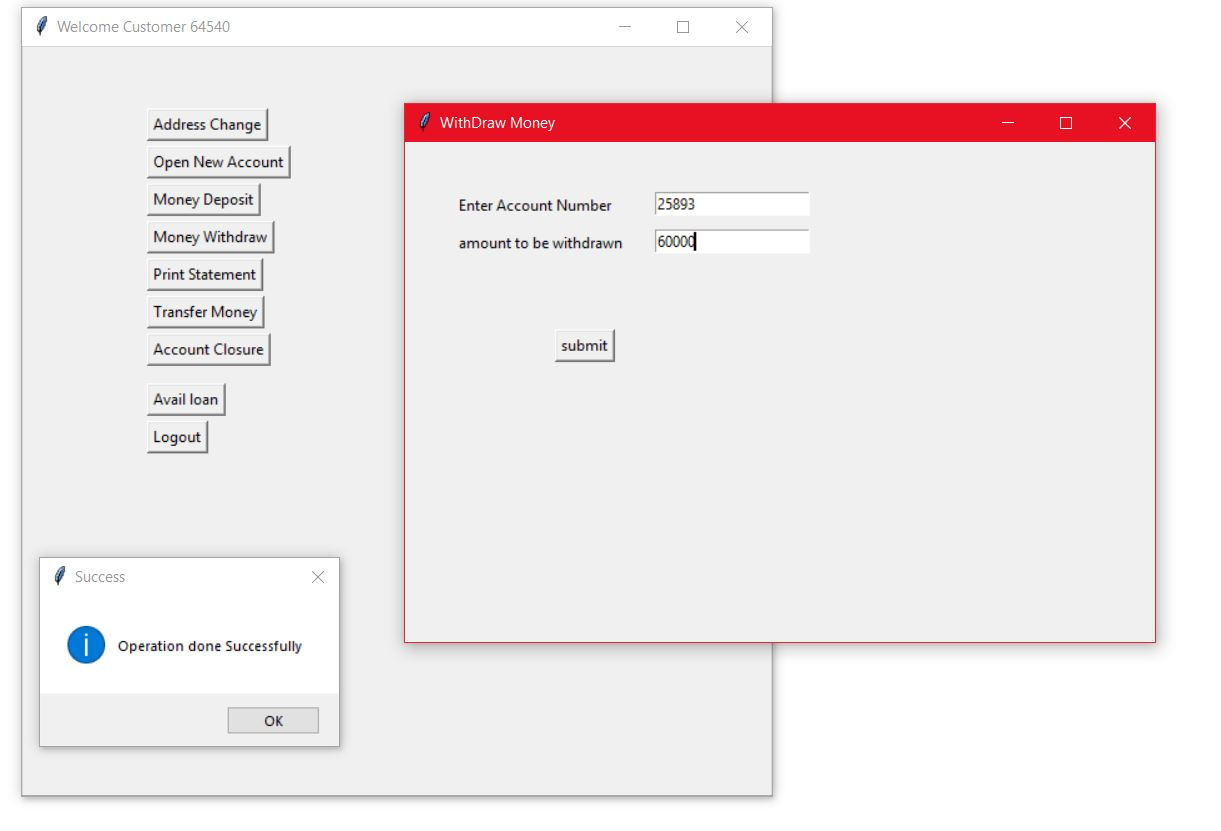 Welcome Customer 64540
Address Change
Open New Account
Money Deposit
Money Withdraw
Print Statement
Transfer Money
Account Closure
Avail loan
Logout
WithDraw Money
Enter Account Number 25893
amount to be withdrawn 60000
submit
Success
i Operation done Successfully
OK